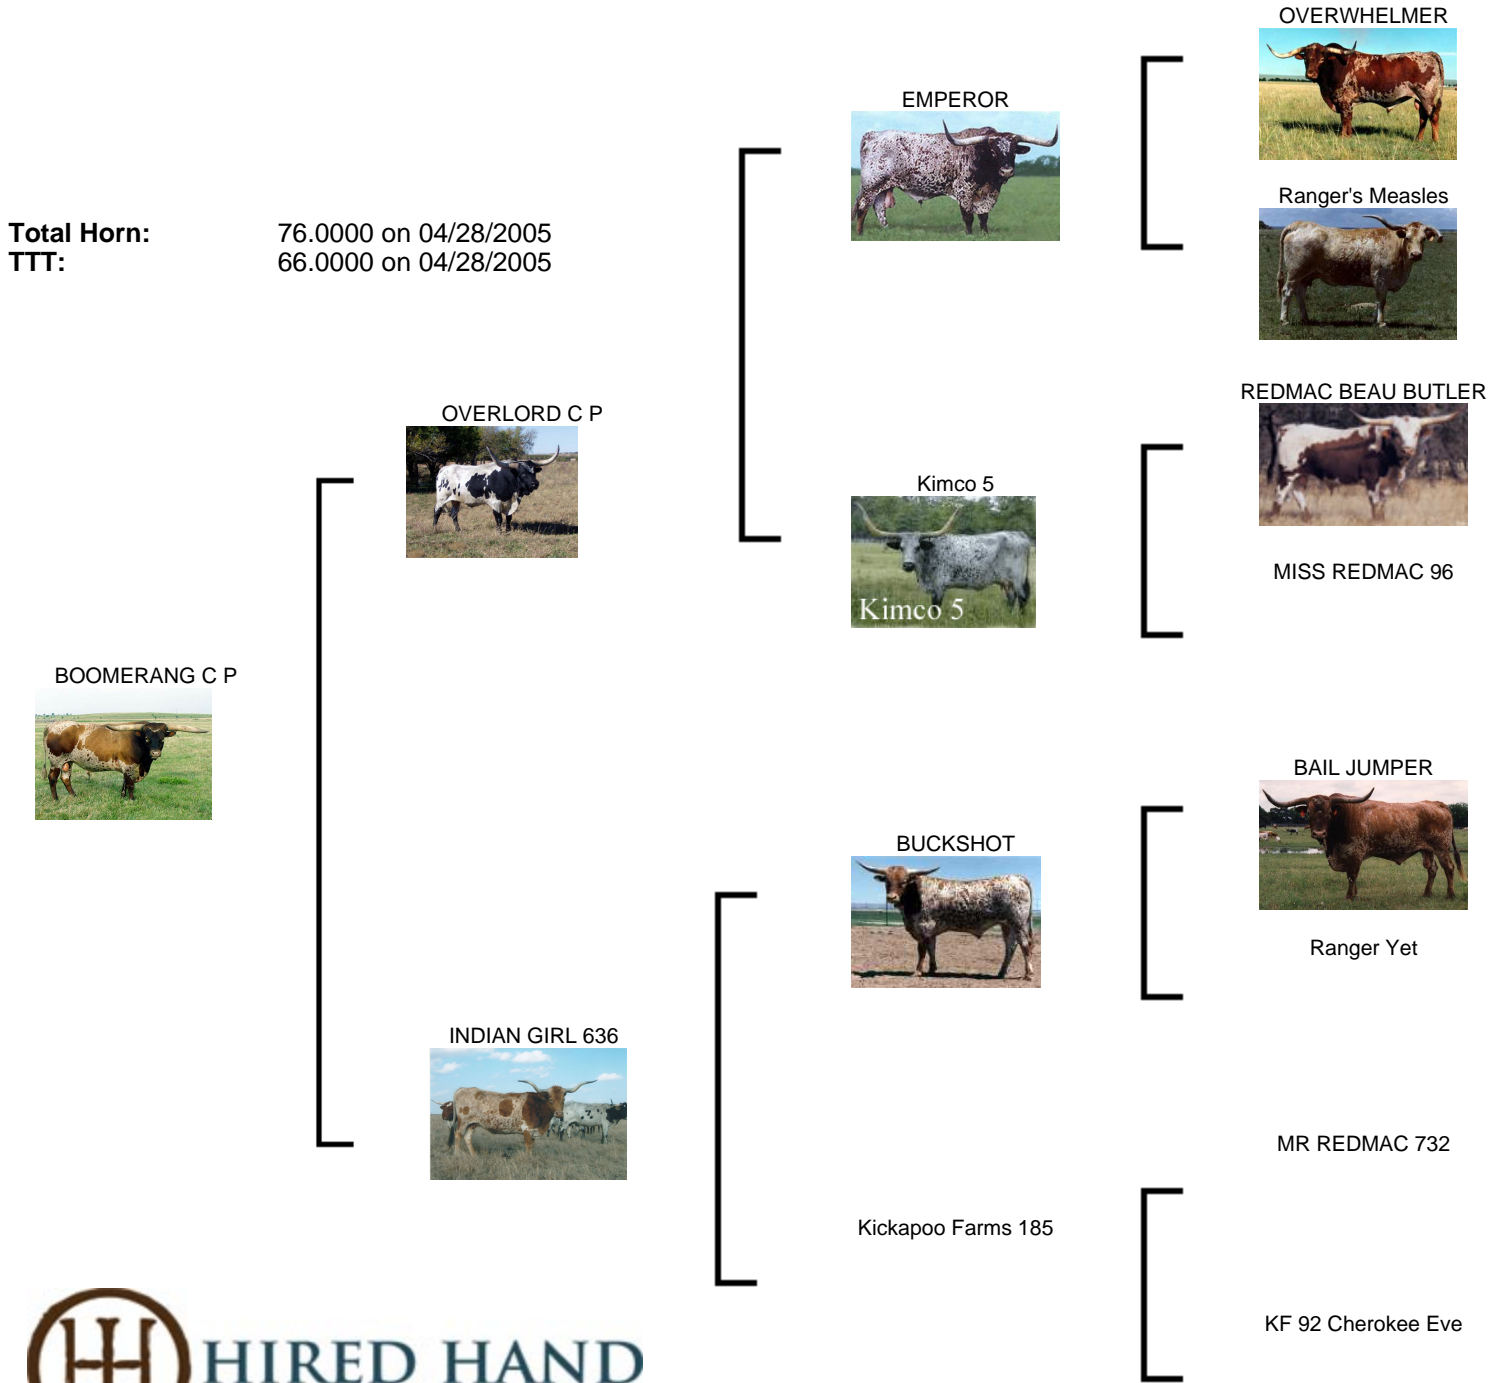 OVERWHELMER
EMPEROR
Ranger's Measles
Total Horn: 76.0000 on 04/28/2005
TTT: 66.0000 on 04/28/2005
REDMAC BEAU BUTLER
OVERLORD C P
Kimco 5
Kimco 5
MISS REDMAC 96
BOOMERANG C P
BAIL JUMPER
BUCKSHOT
Ranger Yet
INDIAN GIRL 636
MR REDMAC 732
Kickapoo Farms 185
KF 92 Cherokee Eve
HIRED HAND